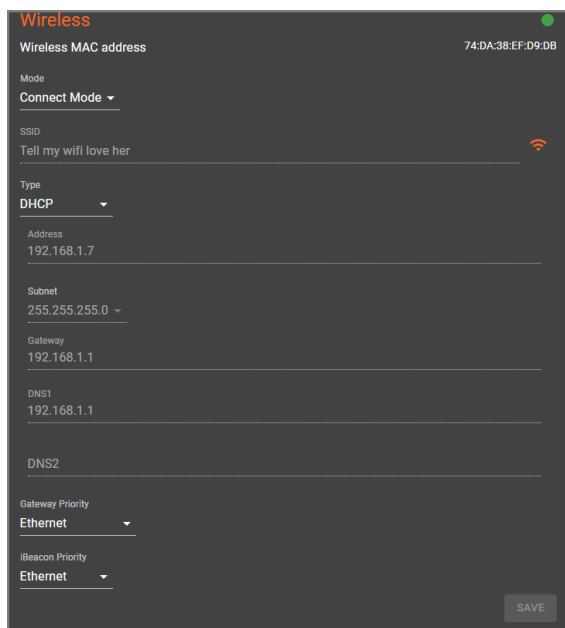 Wireless
Wireless MAC address 74:DA:38:EF:D9:DB
Mode
Connect Mode
SSID
Tell my wifi love her
Type
DHCP
Address
192.168.1.7
Subnet
255.255.255.0
Gateway
192.168.1.1
DNS1
192.168.1.1
DNS2
Gateway Priority
Ethernet
iBeacon Priority
Ethernet
SAVE